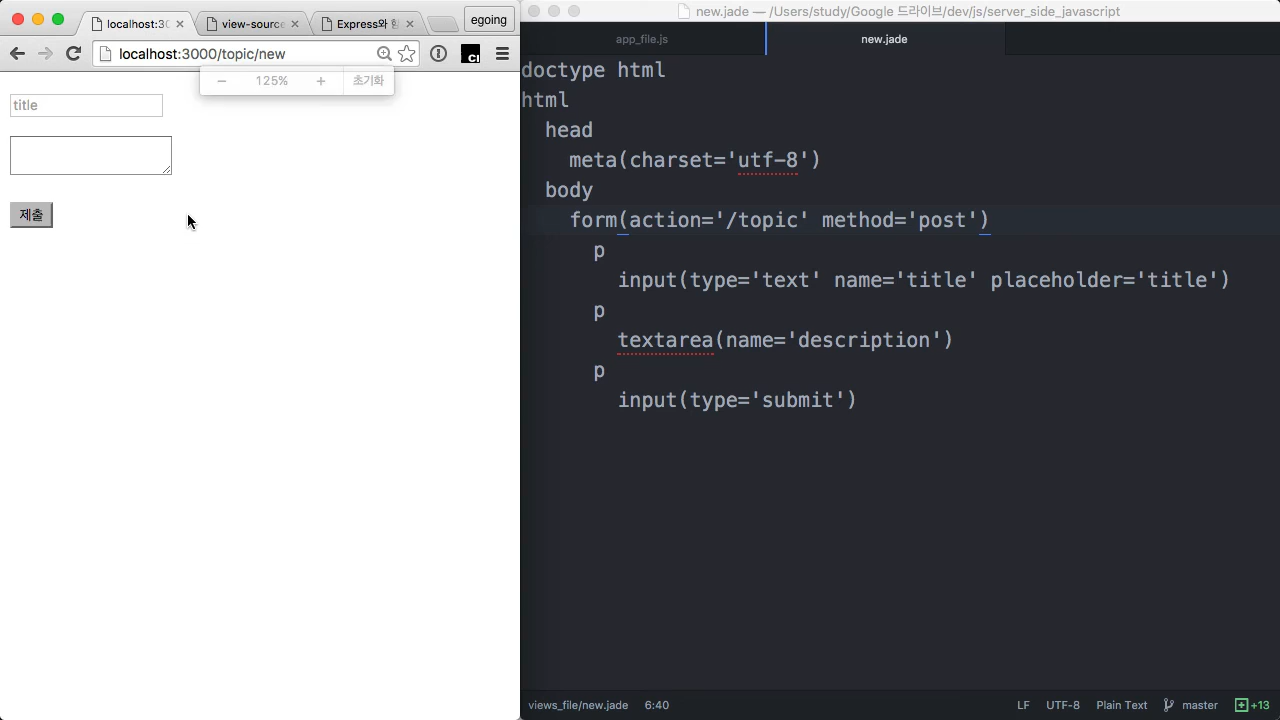 localhost:30
view-source
Express와 한
egoing
localhost:3000/topic/new
125%
초기화
title
제출
new.jade — /Users/study/Google 드라이브/dev/js/server_side_javascript
app_file.js
new.jade
doctype html
html
head
meta(charset='utf-8')
body
form(action='/topic' method='post')
p
input(type='text' name='title' placeholder='title')
p
textarea(name='description')
p
input(type='submit')
views_file/new.jade
6:40
LF
UTF-8
Plain Text
master
+13